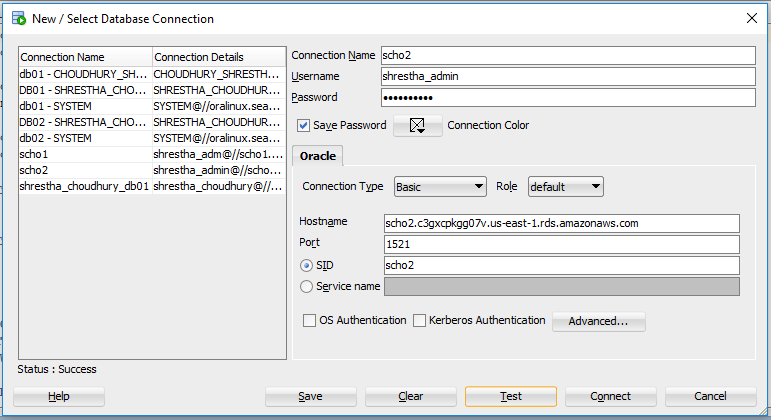 New / Select Database Connection
Connection Name Connection Details
db01 - CHOUDHURY_SH... CHOUDHURY_SHRESTH...
DB01 - SHRESTHA_CHO... SHRESTHA_CHOUDHUR...
db01 - SYSTEM SYSTEM@//oralinux.sea...
DB02 - SHRESTHA_CHO... SHRESTHA_CHOUDHUR...
db02 - SYSTEM SYSTEM@//oralinux.sea...
scho1 shrestha_adm@//scho1....
scho2 shrestha_admin@//scho...
shrestha_choudhury_db01 shrestha_choudhury@//...
Connection Name scho2
Username shrestha_admin
Password ••••••••••
Save Password Connection Color
Oracle
Connection Type Basic Role default
Hostname scho2.c3gxcpkgg07v.us-east-1.rds.amazonaws.com
Port 1521
SID scho2
Service name
OS Authentication Kerberos Authentication Advanced...
Status : Success
Help Save Clear Test Connect Cancel